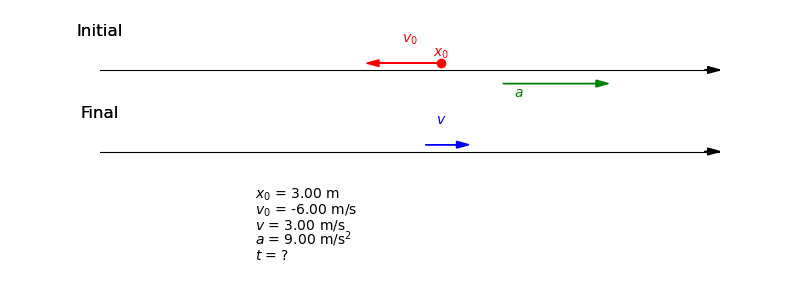 Initial
v₀
x₀
a
Final
v
x₀ = 3.00 m
v₀ = -6.00 m/s
v = 3.00 m/s
a = 9.00 m/s²
t = ?